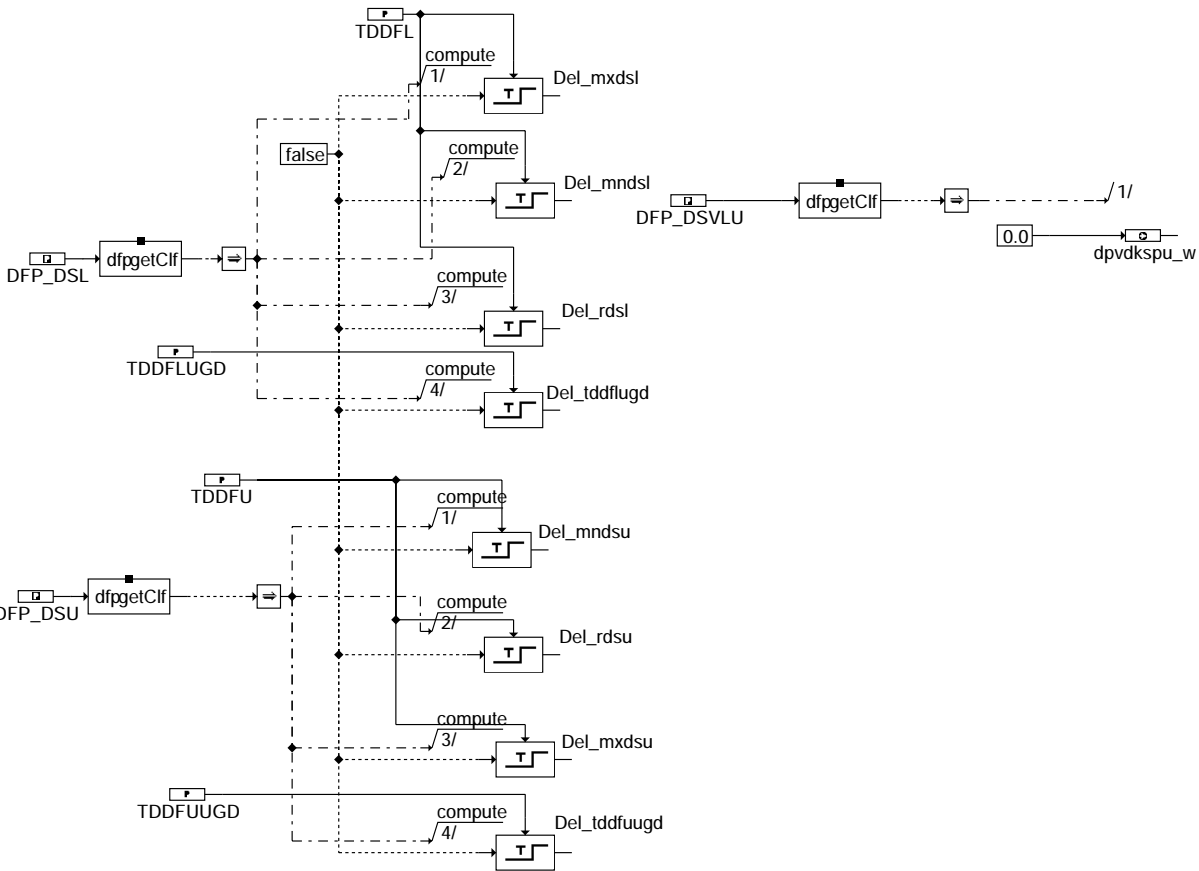 TDDFL
compute
1/
Del_mxdsl
T
false
compute
2/
Del_mndsl
T
DFP_DSVLU
dfpgetClf
1/
0.0
dpvdkspu_w
DFP_DSL
dfpgetClf
compute
3/
Del_rdsl
T
TDDFLUGD
compute
4/
Del_tddflugd
T
TDDFU
compute
1/
Del_mndsu
T
DFP_DSU
dfpgetClf
compute
2/
Del_rdsu
T
compute
3/
Del_mxdsu
T
TDDFUUGD
compute
4/
Del_tddfuugd
T